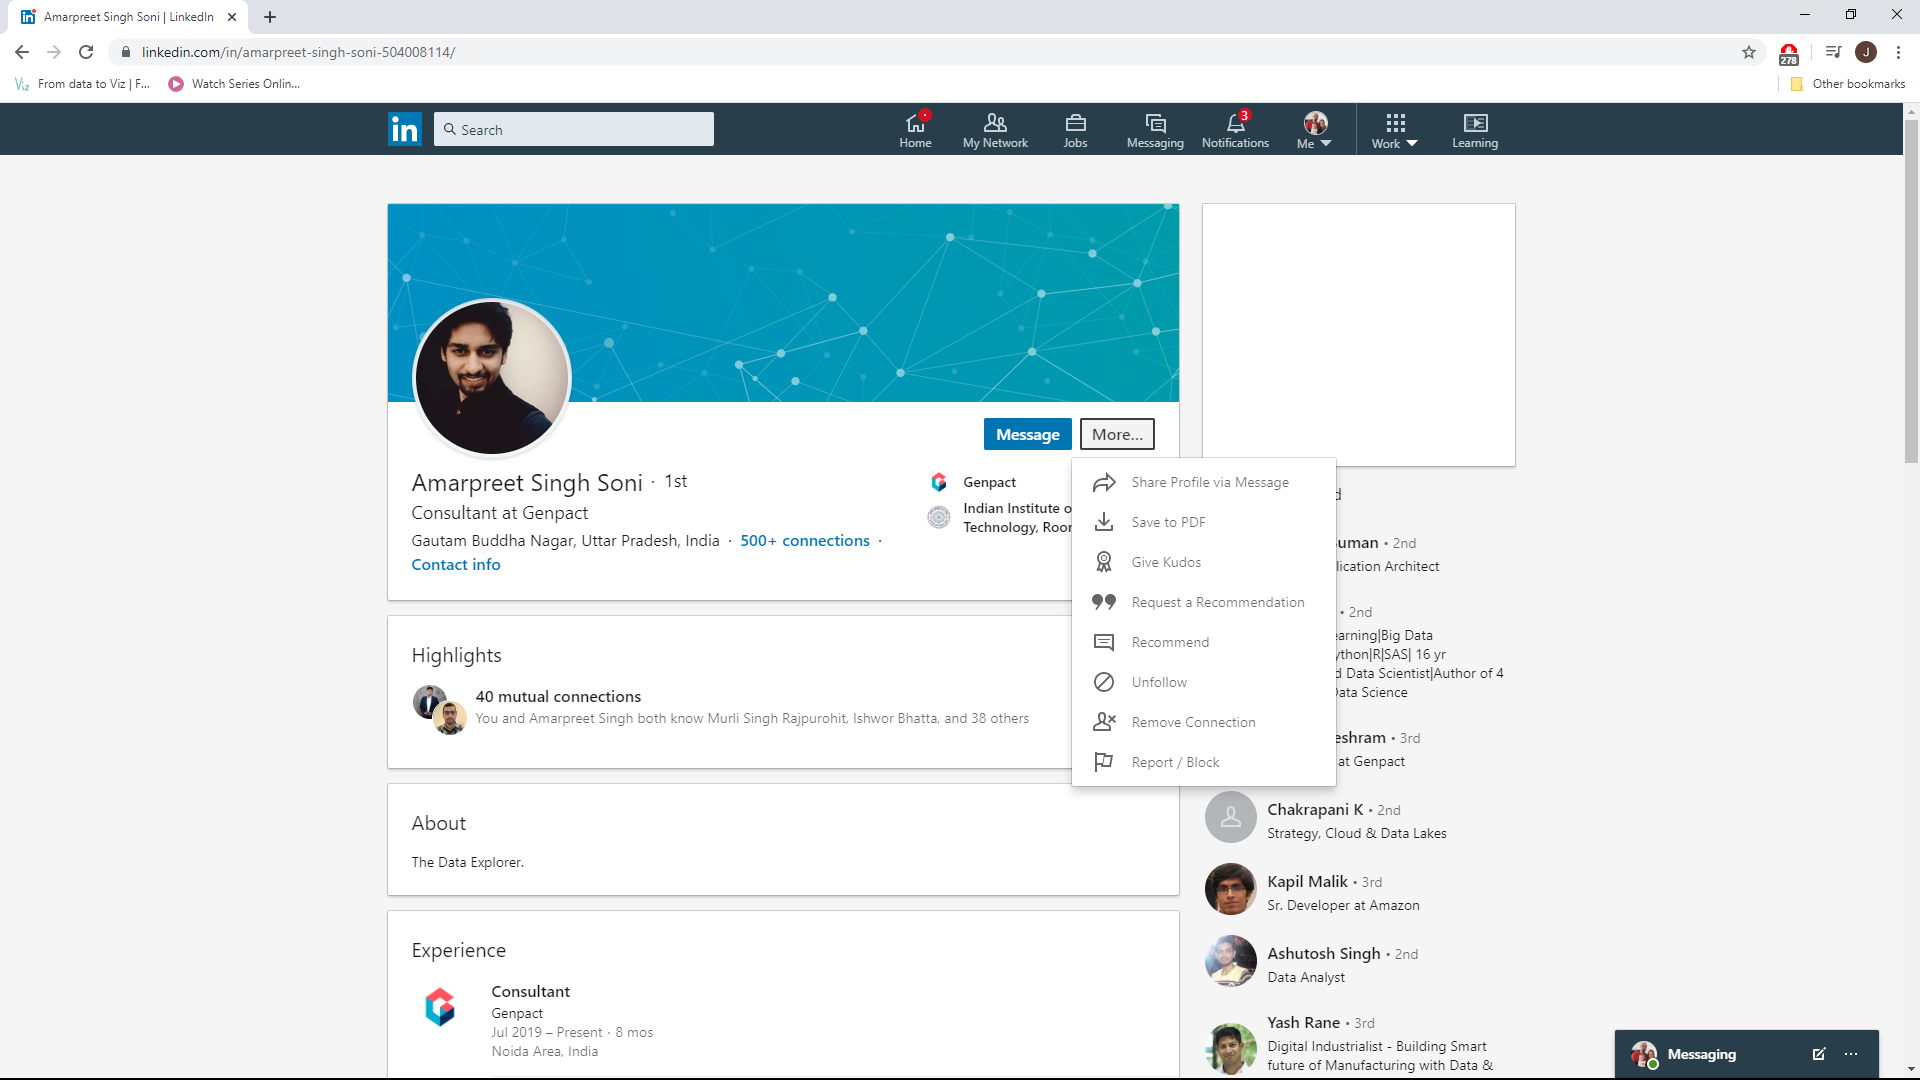 Amarpreet Singh Soni | LinkedIn
linkedin.com/in/amarpreet-singh-soni-504008114/
278
J
Viz
From data to Viz | F...
Watch Series Onlin...
Other bookmarks
in
Search
Home
My Network
Jobs
Messaging
3
Notifications
Me
Work
Learning
Message
More...
Amarpreet Singh Soni · 1st
Consultant at Genpact
Gautam Buddha Nagar, Uttar Pradesh, India · 500+ connections ·
Contact info
Genpact
Indian Institute o
Technology, Roor
Share Profile via Message
Save to PDF
Give Kudos
Request a Recommendation
Recommend
Unfollow
Remove Connection
Report / Block
Highlights
40 mutual connections
You and Amarpreet Singh both know Murli Singh Rajpurohit, Ishwor Bhatta, and 38 others
About
The Data Explorer.
Experience
Consultant
Genpact
Jul 2019 – Present · 8 mos
Noida Area, India
d
uman • 2nd
lication Architect
• 2nd
earning|Big Data
ython|R|SAS| 16 yr
d Data Scientist|Author of 4
Data Science
eshram • 3rd
at Genpact
Chakrapani K • 2nd
Strategy, Cloud & Data Lakes
Kapil Malik • 3rd
Sr. Developer at Amazon
Ashutosh Singh • 2nd
Data Analyst
Yash Rane • 3rd
Digital Industrialist - Building Smart
future of Manufacturing with Data &
Messaging